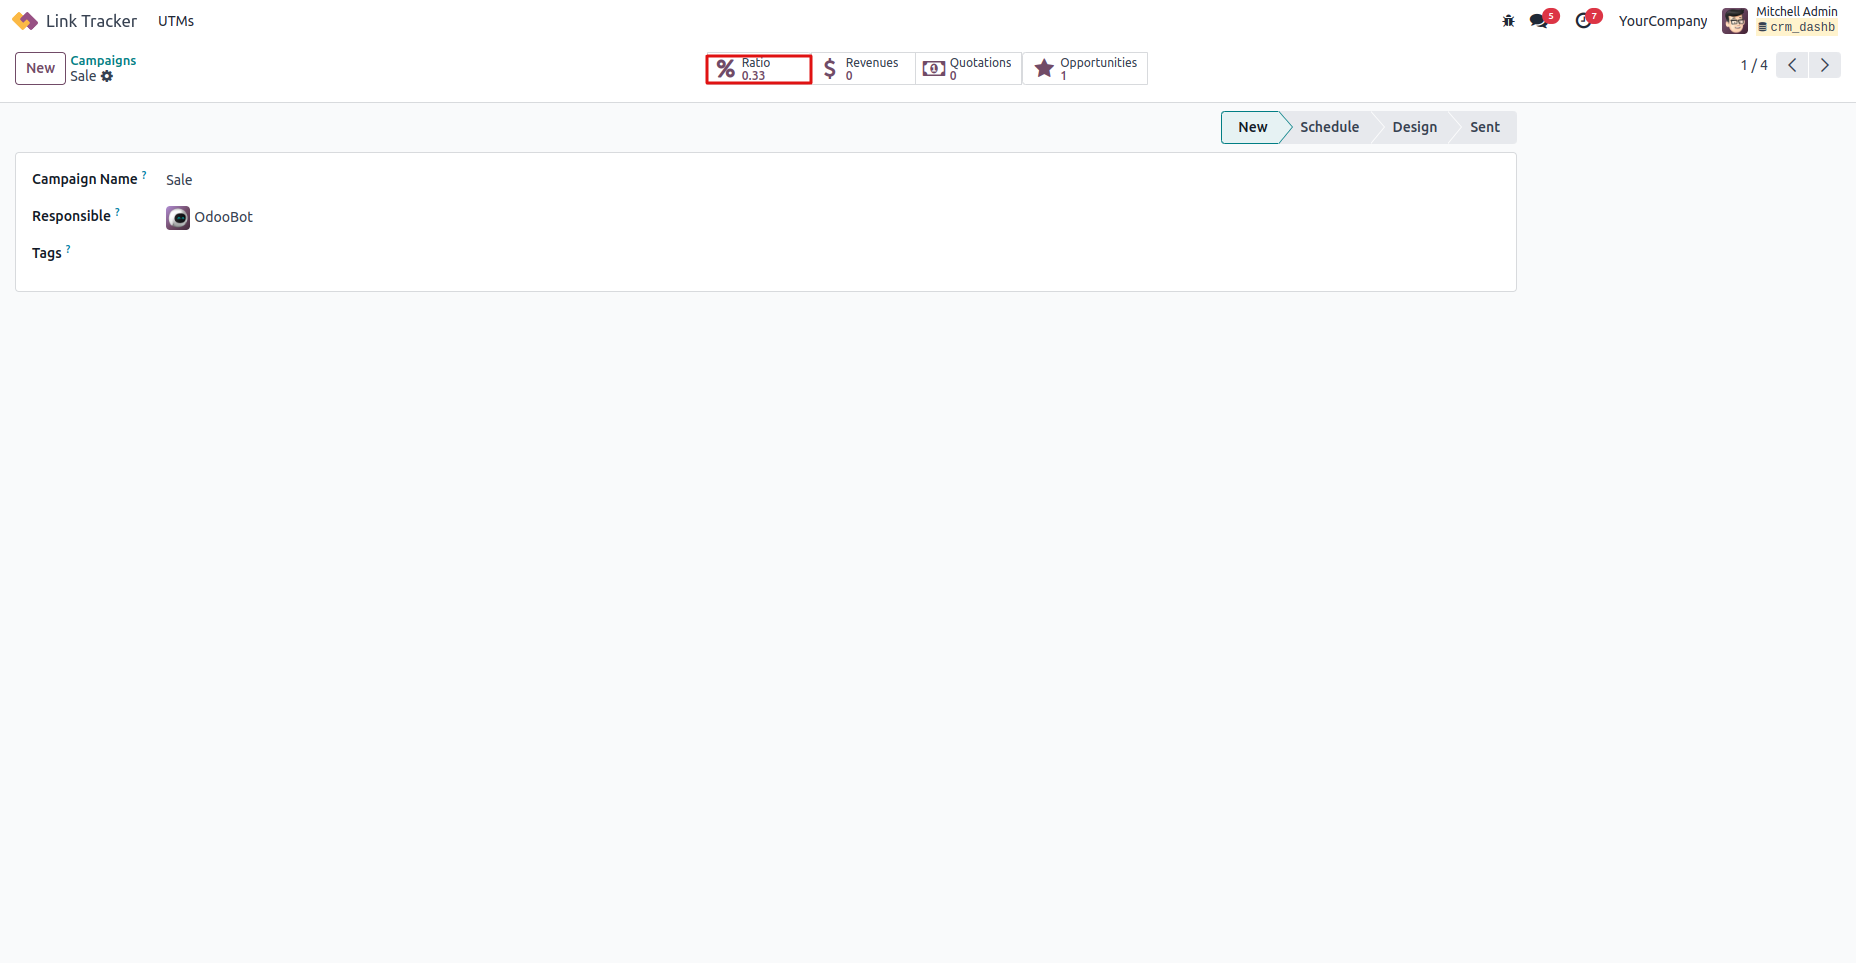 Link Tracker UTMs
5 7 YourCompany Mitchell Admin
crm_dashb
New Campaigns
Sale
Ratio
0.33
Revenues
0
Quotations
0
Opportunities
1
1 / 4
New Schedule Design Sent
Campaign Name ? Sale
Responsible ? OdooBot
Tags ?